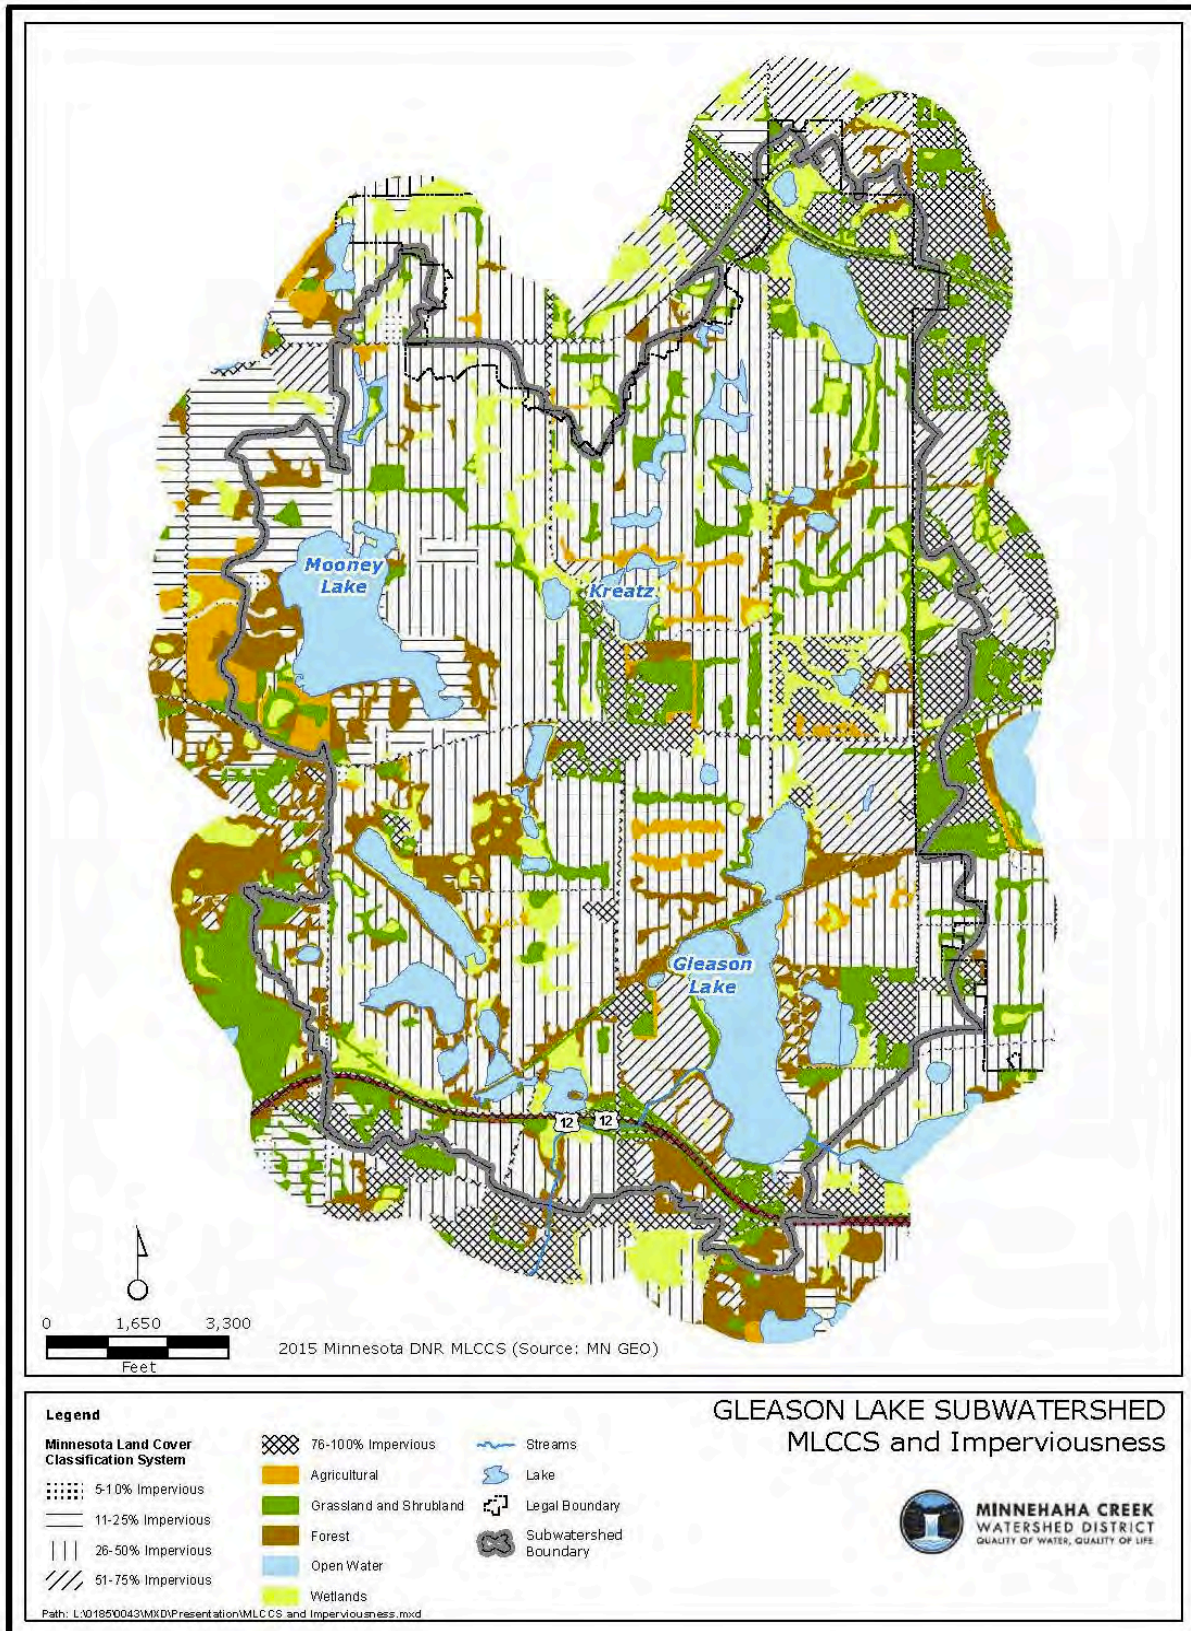 Mooney
Lake
Kreatz
Gleason
Lake
12
12
0 1,650 3,300
Feet
2015 Minnesota DNR MLCCS (Source: MN GEO)
Legend
Minnesota Land Cover
Classification System
5-10% Impervious
11-25% Impervious
26-50% Impervious
51-75% Impervious
76-100% Impervious
Agricultural
Grassland and Shrubland
Forest
Open Water
Wetlands
Streams
Lake
Legal Boundary
Subwatershed
Boundary
GLEASON LAKE SUBWATERSHED
MLCCS and Imperviousness
MINNEHAHA CREEK
WATERSHED DISTRICT
QUALITY OF WATER, QUALITY OF LIFE
Path: L:\0185\0043\MXD\Presentation\MLCCS and Imperviousness.mxd